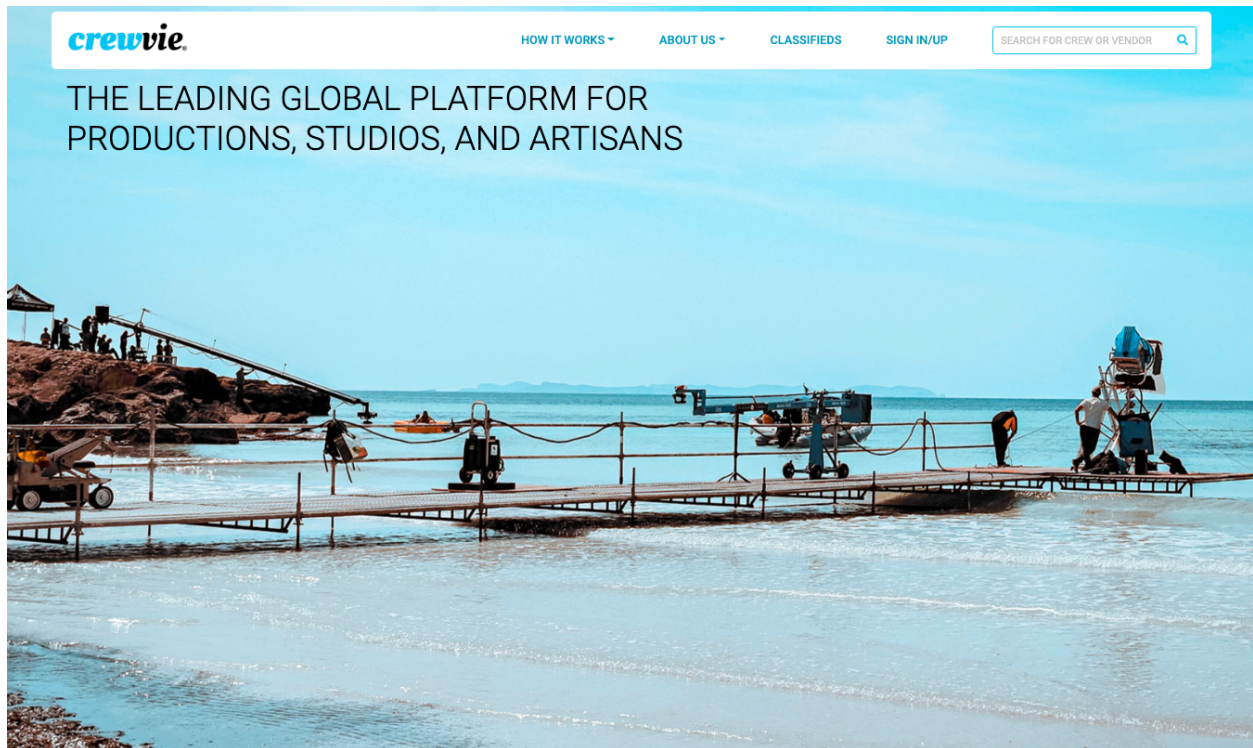 crewvie®
HOW IT WORKS
ABOUT US
CLASSIFIEDS
SIGN IN/UP
SEARCH FOR CREW OR VENDOR
THE LEADING GLOBAL PLATFORM FOR
PRODUCTIONS, STUDIOS, AND ARTISANS